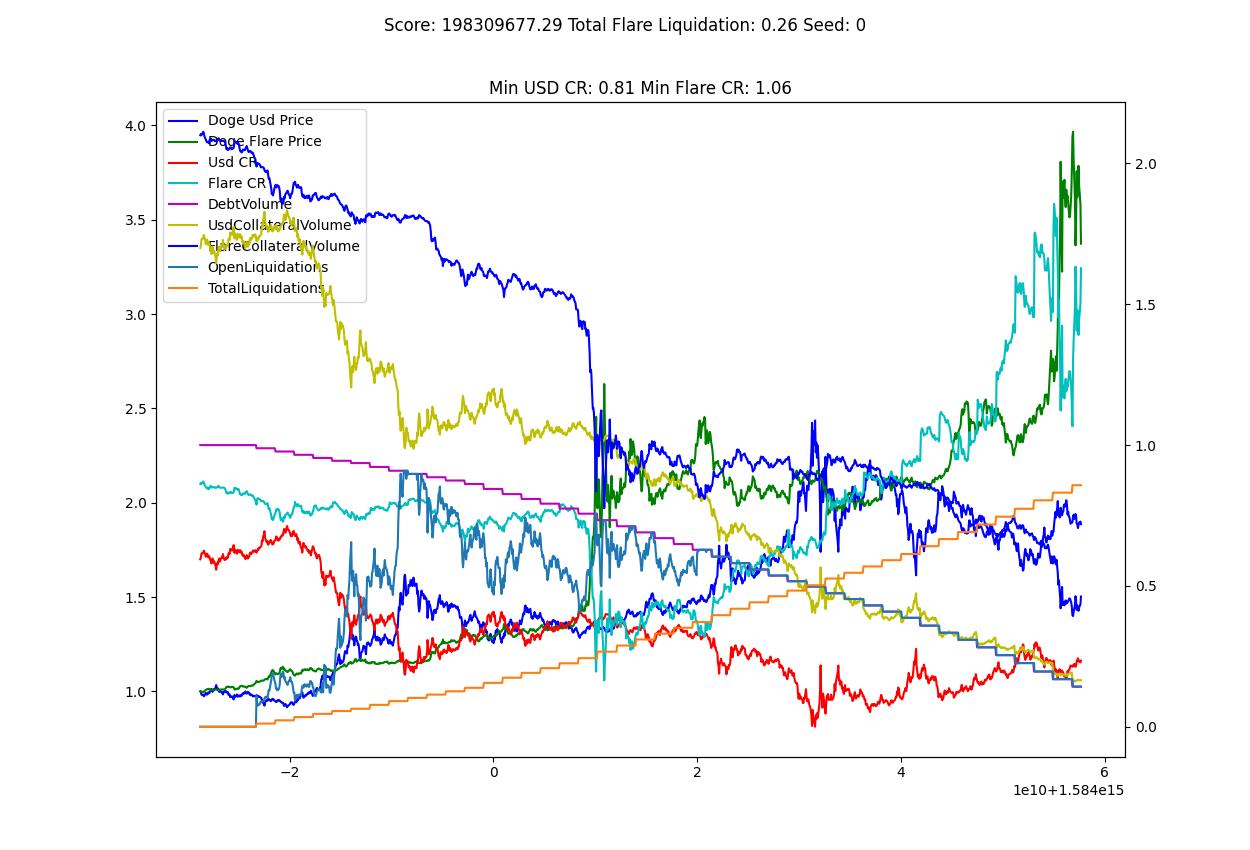 Score: 198309677.29 Total Flare Liquidation: 0.26 Seed: 0
Min USD CR: 0.81 Min Flare CR: 1.06
Doge Usd Price
Doge Flare Price
Usd CR
Flare CR
DebtVolume
UsdCollateralVolume
FlareCollateralVolume
OpenLiquidations
TotalLiquidations
4.0
3.5
3.0
2.5
2.0
1.5
1.0
2.0
1.5
1.0
0.5
0.0
−2 0 2 4 6
1e10+1.584e15